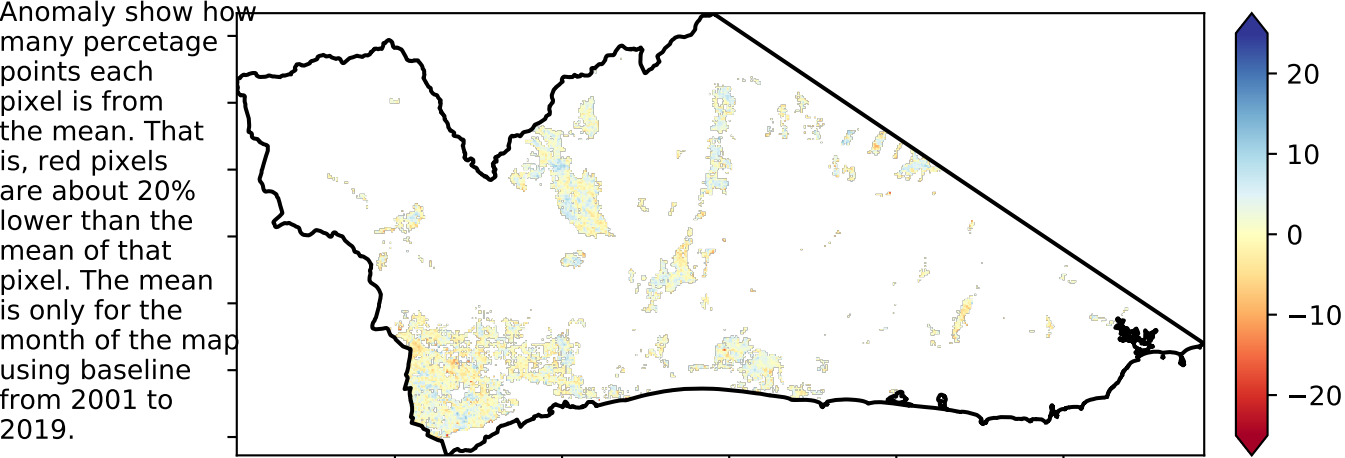 Anomaly show how
many percetage
points each
pixel is from
the mean. That
is, red pixels
are about 20%
lower than the
mean of that
pixel. The mean
is only for the
month of the map
using baseline
from 2001 to
2019.
20
10
0
−10
−20